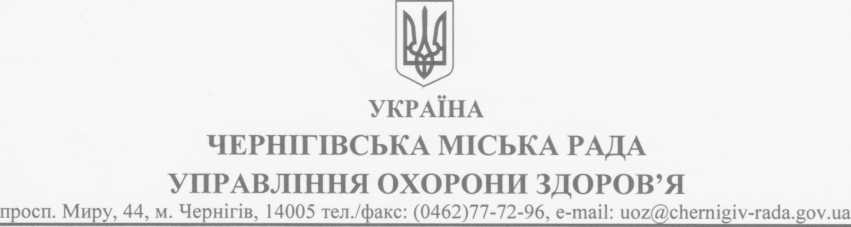 УКРАЇНА
ЧЕРНІГІВСЬКА МІСЬКА РАДА
УПРАВЛІННЯ ОХОРОНИ ЗДОРОВ’Я
просп. Миру, 44, м. Чернігів, 14005 тел./факс: (0462)77-72-96, e-mail: uoz@chernigiv-rada.gov.ua